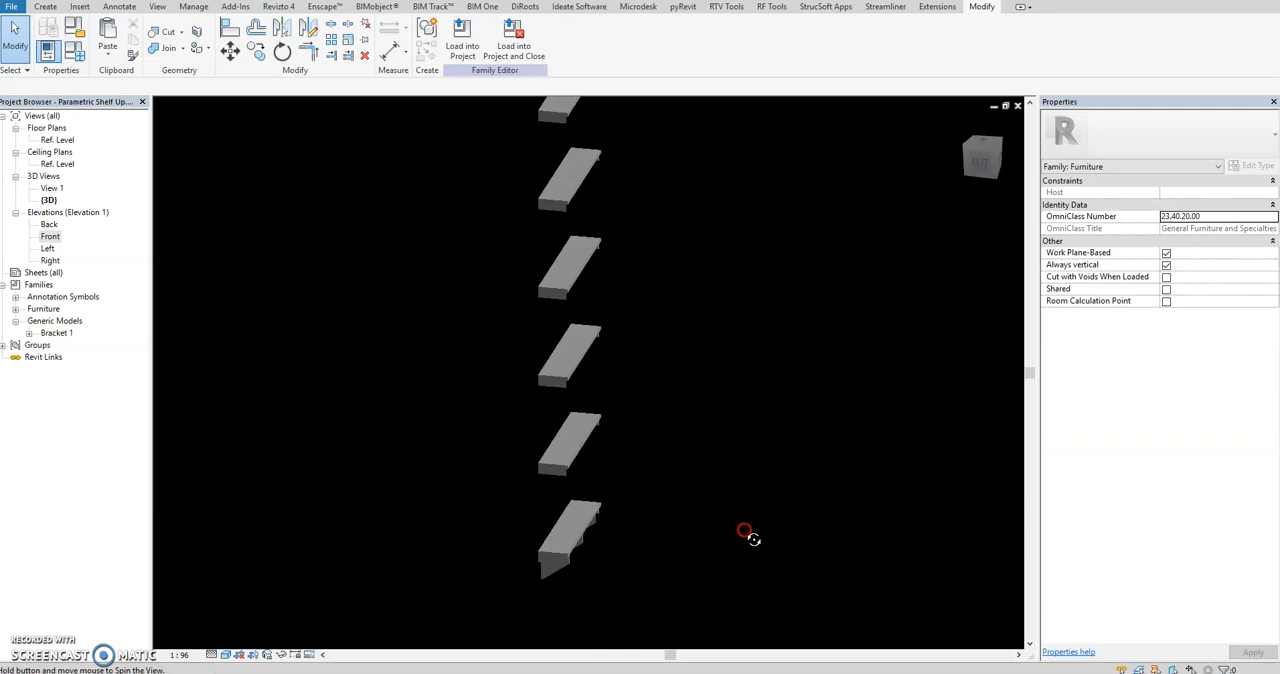 File Create Insert Annotate View Manage Add-Ins Revizto 4 Enscape™ BIMobject® BIM Track™ BIM One DiRoots Ideate Software Microdesk pyRevit RTV Tools RF Tools StrucSoft Apps Streamliner Extensions Modify
Modify Paste Cut Join Load into Project Load into Project and Close
Select Properties Clipboard Geometry Modify Measure Create Family Editor
Project Browser - Parametric Shelf Up....
Views (all)
Floor Plans
Ref. Level
Ceiling Plans
Ref. Level
3D Views
View 1
(3D)
Elevations (Elevation 1)
Back
Front
Left
Right
Sheets (all)
Families
Annotation Symbols
Furniture
Generic Models
Bracket 1
Groups
Revit Links
Properties
R
Family: Furniture Edit Type
Constraints
Host
Identity Data
OmniClass Number 23.40.20.00
OmniClass Title General Furniture and Specialties
Other
Work Plane-Based
Always vertical
Cut with Voids When Loaded
Shared
Room Calculation Point
Properties help Apply
RECORDED WITH
SCREENCAST MATIC
1 : 96
Hold button and move mouse to Spin the View.
:0